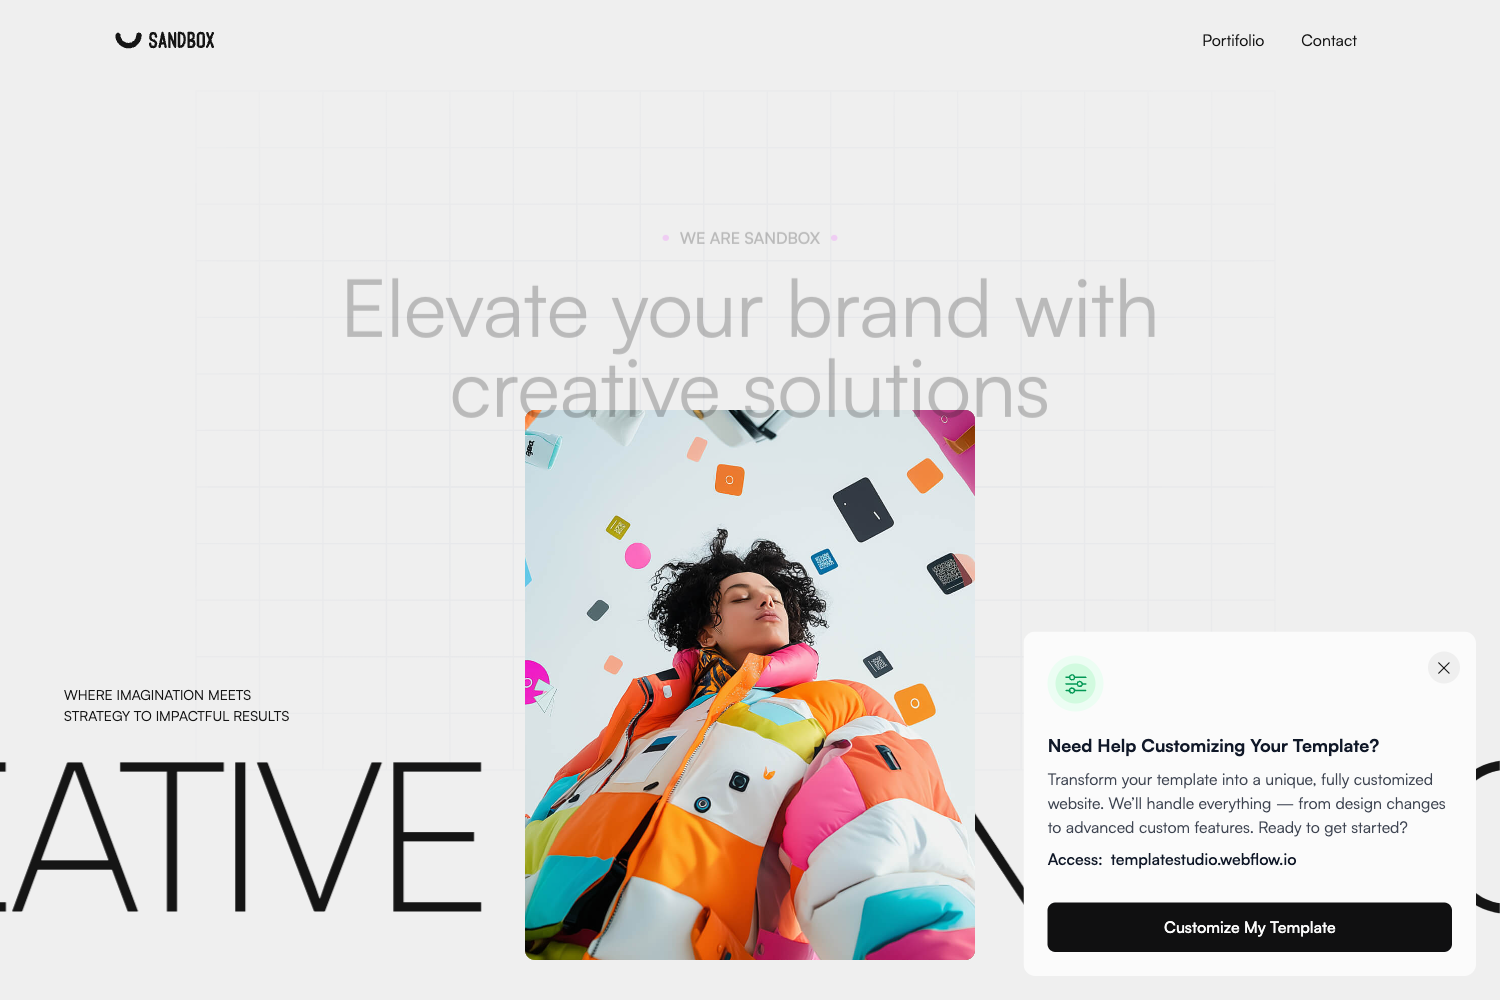 SANDBOX
Portifolio
Contact
WE ARE SANDBOX
Elevate your brand with
creative solutions
WHERE IMAGINATION MEETS
STRATEGY TO IMPACTFUL RESULTS
EATIVE
Need Help Customizing Your Template?
Transform your template into a unique, fully customized
website. We’ll handle everything — from design changes
to advanced custom features. Ready to get started?
Access: templatestudio.webflow.io
Customize My Template